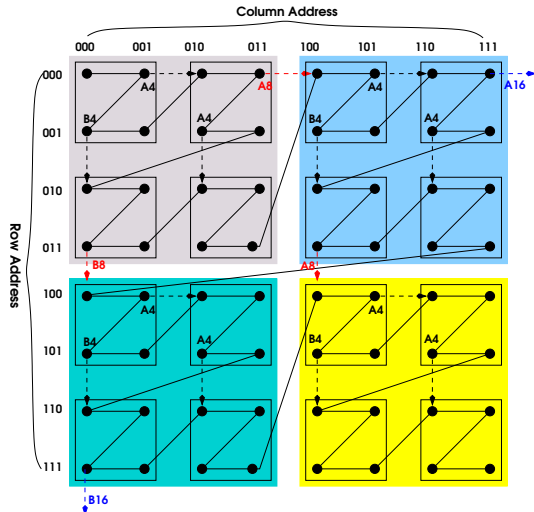 Column Address
000 001 010 011 100 101 110 111
000
A4 A8 A4 A16
B4 A4 B4 A4
001
010
011
B8 A8
100
A4 A4
B4 A4 B4 A4
101
110
111
B16
Row Address